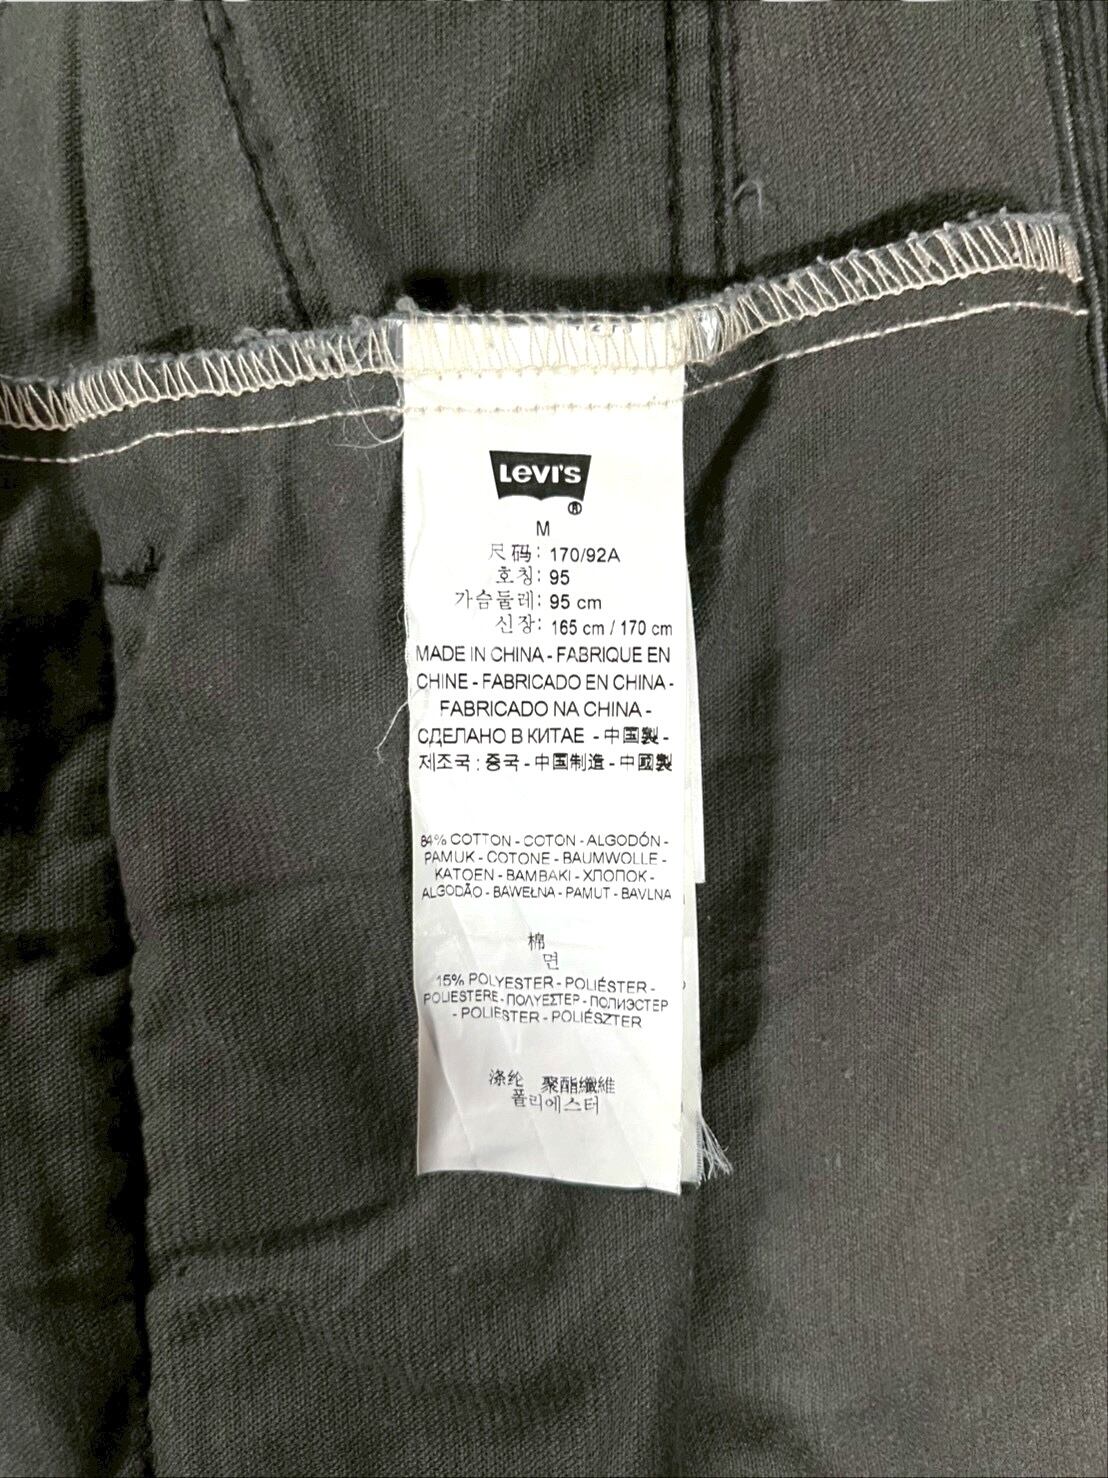 Levi's
®
M
尺码: 170/92A
호칭: 95
가슴둘레: 95 cm
신장: 165 cm / 170 cm
MADE IN CHINA - FABRIQUE EN
CHINE - FABRICADO EN CHINA -
FABRICADO NA CHINA -
СДЕЛАНО В КИТАЕ - 中国製 -
제조국 : 중국 - 中国制造 - 中國製
84% COTTON - COTON - ALGODÓN -
PAMUK - COTONE - BAUMWOLLE -
KATOEN - BAMBAKI - ХЛОПОК -
ALGODÃO - BAWEŁNA - PAMUT - BAVLNA
棉
면
15% POLYESTER - POLIÉSTER -
POLIESTERE - ΠΟΛΥΕΣΤΕΡ - ПОЛИЭСТЕР
- POLIESTER - POLIÉSZTER
涤纶 聚酯纖維
폴리에스터